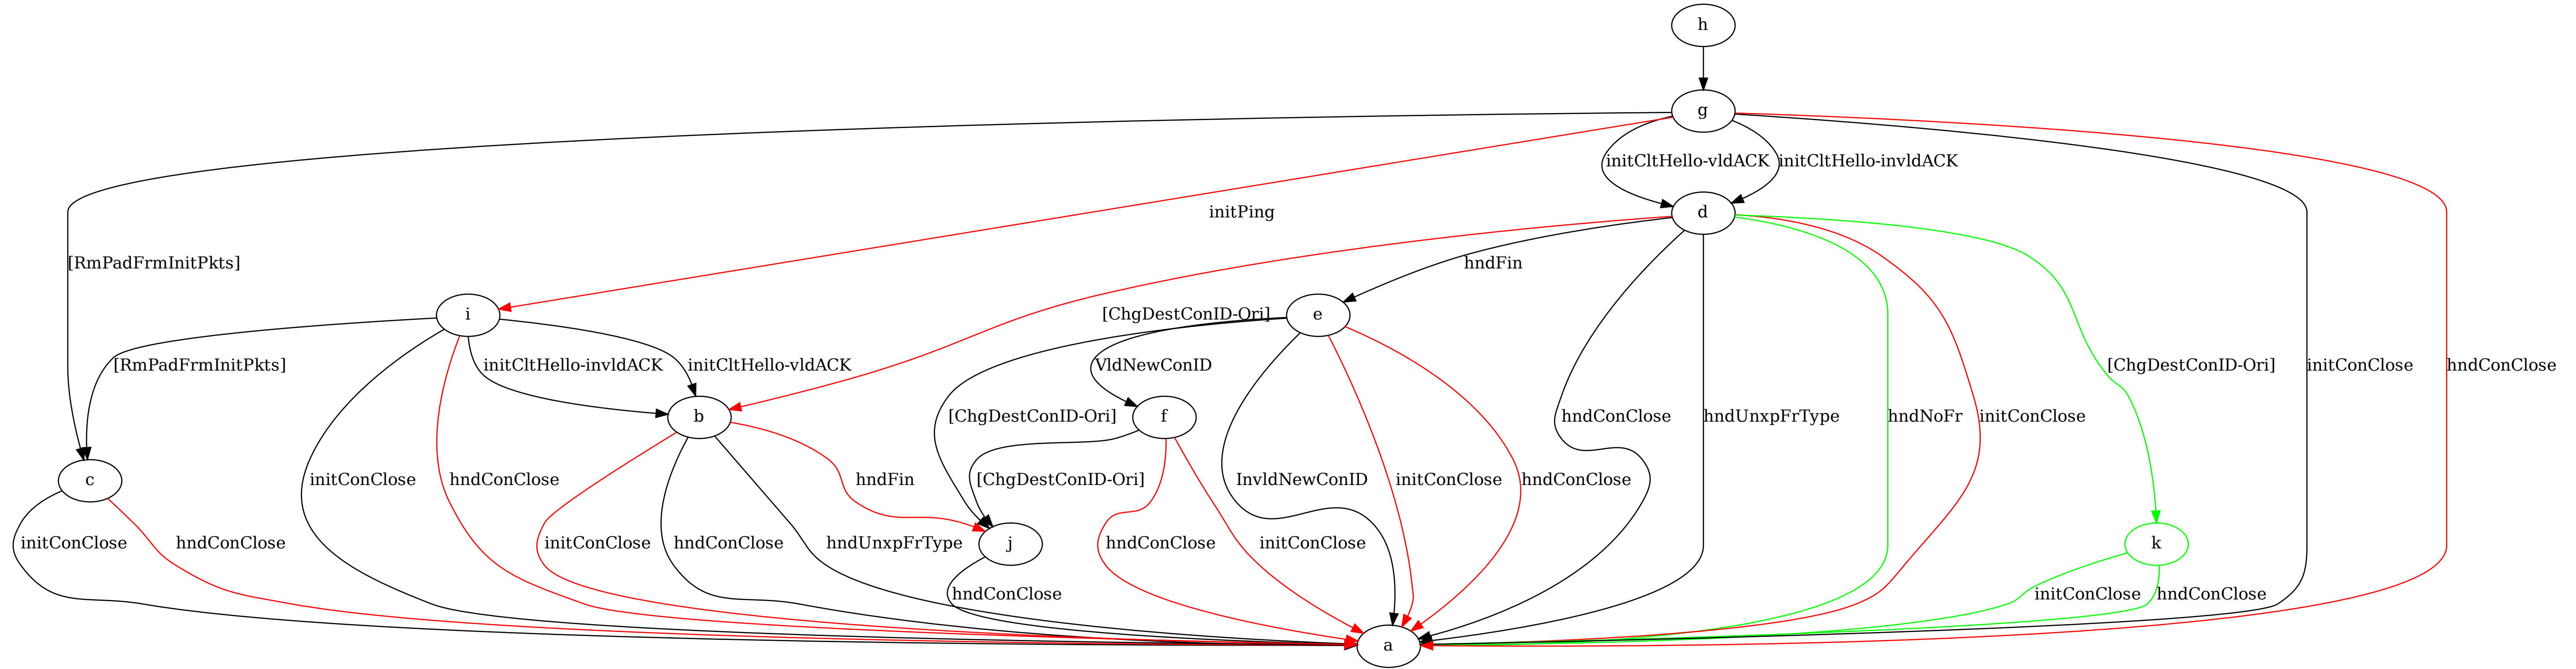 h
g
initCltHello-vldACK
initCltHello-invldACK
initPing
d
[RmPadFrmInitPkts]
hndFin
i
[ChgDestConID-Ori]
e
[RmPadFrmInitPkts]
initCltHello-invldACK
initCltHello-vldACK
VldNewConID
[ChgDestConID-Ori]
initConClose
hndConClose
b
[ChgDestConID-Ori]
f
hndConClose
hndUnxpFrType
hndNoFr
initConClose
c
initConClose
hndConClose
hndFin
[ChgDestConID-Ori]
InvldNewConID
initConClose
hndConClose
initConClose
hndConClose
initConClose
hndConClose
hndUnxpFrType
j
hndConClose
initConClose
k
hndConClose
initConClose
hndConClose
a